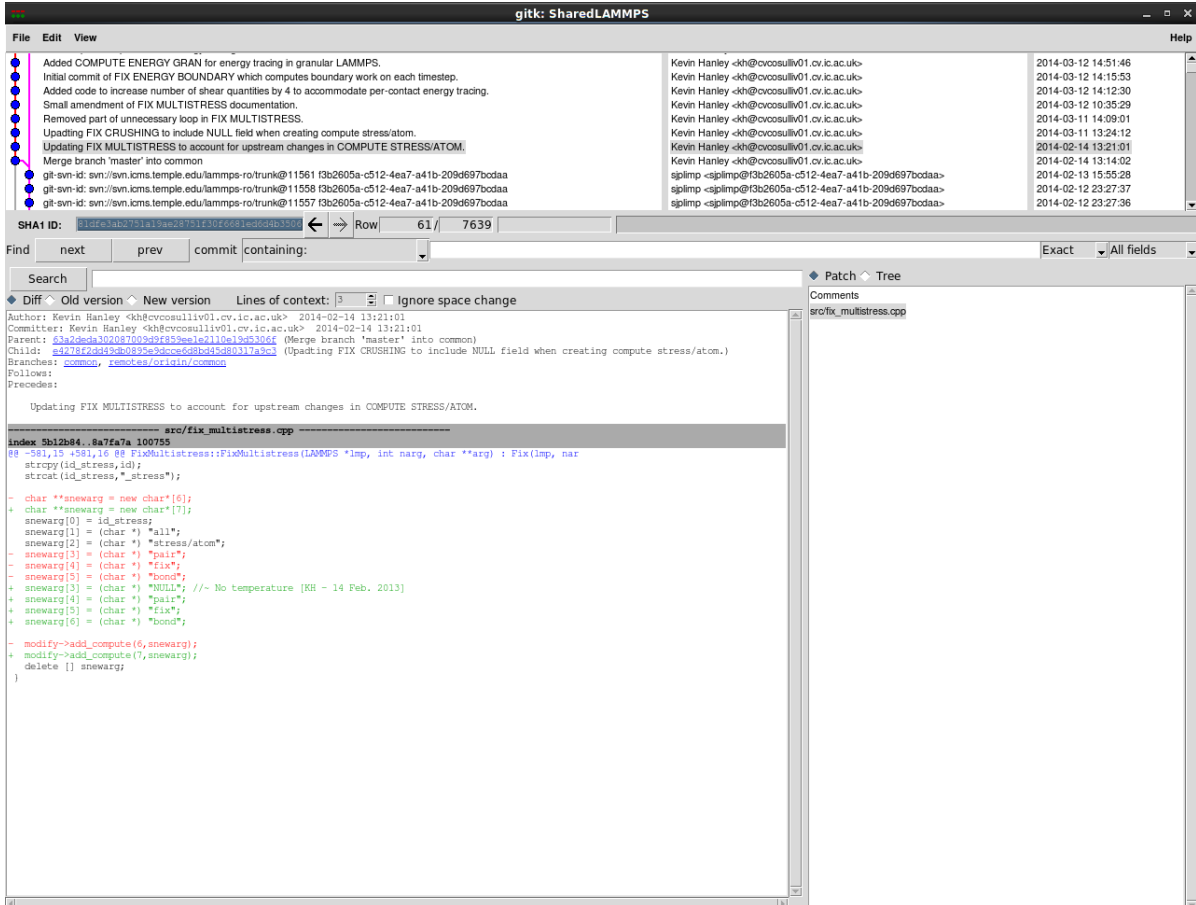 gitk: SharedLAMMPS
File Edit View Help
Added COMPUTE ENERGY GRAN for energy tracing in granular LAMMPS. Kevin Hanley <kh@cvcosulliv01.cv.ic.ac.uk> 2014-03-12 14:51:46
Initial commit of FIX ENERGY BOUNDARY which computes boundary work on each timestep. Kevin Hanley <kh@cvcosulliv01.cv.ic.ac.uk> 2014-03-12 14:15:53
Added code to increase number of shear quantities by 4 to accommodate per-contact energy tracing. Kevin Hanley <kh@cvcosulliv01.cv.ic.ac.uk> 2014-03-12 14:12:30
Small amendment of FIX MULTISTRESS documentation. Kevin Hanley <kh@cvcosulliv01.cv.ic.ac.uk> 2014-03-12 10:35:29
Removed part of unnecessary loop in FIX MULTISTRESS. Kevin Hanley <kh@cvcosulliv01.cv.ic.ac.uk> 2014-03-11 14:09:01
Upadting FIX CRUSHING to include NULL field when creating compute stress/atom. Kevin Hanley <kh@cvcosulliv01.cv.ic.ac.uk> 2014-03-11 13:24:12
Updating FIX MULTISTRESS to account for upstream changes in COMPUTE STRESS/ATOM. Kevin Hanley <kh@cvcosulliv01.cv.ic.ac.uk> 2014-02-14 13:21:01
Merge branch 'master' into common Kevin Hanley <kh@cvcosulliv01.cv.ic.ac.uk> 2014-02-14 13:14:02
git-svn-id: svn://svn.icms.temple.edu/lammps-ro/trunk@11561 f3b2605a-c512-4ea7-a41b-209d697bcdaa sjplimp <sjplimp@f3b2605a-c512-4ea7-a41b-209d697bcdaa> 2014-02-13 15:55:28
git-svn-id: svn://svn.icms.temple.edu/lammps-ro/trunk@11558 f3b2605a-c512-4ea7-a41b-209d697bcdaa sjplimp <sjplimp@f3b2605a-c512-4ea7-a41b-209d697bcdaa> 2014-02-12 23:27:37
git-svn-id: svn://svn.icms.temple.edu/lammps-ro/trunk@11557 f3b2605a-c512-4ea7-a41b-209d697bcdaa sjplimp <sjplimp@f3b2605a-c512-4ea7-a41b-209d697bcdaa> 2014-02-12 23:27:36
SHA1 ID: Row 61 / 7639
Find next prev commit containing: Exact All fields
Search
Patch Tree
Diff Old version New version Lines of context: 3 Ignore space change
Comments
src/fix_multistress.cpp
Author: Kevin Hanley <kh@cvcosulliv01.cv.ic.ac.uk> 2014-02-14 13:21:01
Committer: Kevin Hanley <kh@cvcosulliv01.cv.ic.ac.uk> 2014-02-14 13:21:01
Parent: 63a2deda302087009d9f859ee1e2110e19d5306f (Merge branch 'master' into common)
Child: e4278f2dd49db0895e9dcce6d8bd45d80317a9c3 (Upadting FIX CRUSHING to include NULL field when creating compute stress/atom.)
Branches: common, remotes/origin/common
Follows:
Precedes:
Updating FIX MULTISTRESS to account for upstream changes in COMPUTE STRESS/ATOM.
--------------------------- src/fix_multistress.cpp ---------------------------
index 5b12b84..8a7fa7a 100755
@@ -581,15 +581,16 @@ FixMultistress::FixMultistress(LAMMPS *lmp, int narg, char **arg) : Fix(lmp, nar
strcpy(id_stress,id);
strcat(id_stress,"_stress");
- char **snewarg = new char*[6];
+ char **snewarg = new char*[7];
snewarg[0] = id_stress;
snewarg[1] = (char *) "all";
snewarg[2] = (char *) "stress/atom";
- snewarg[3] = (char *) "pair";
- snewarg[4] = (char *) "fix";
- snewarg[5] = (char *) "bond";
+ snewarg[3] = (char *) "NULL"; //~ No temperature [KH - 14 Feb. 2013]
+ snewarg[4] = (char *) "pair";
+ snewarg[5] = (char *) "fix";
+ snewarg[6] = (char *) "bond";
- modify->add_compute(6,snewarg);
+ modify->add_compute(7,snewarg);
delete [] snewarg;
}